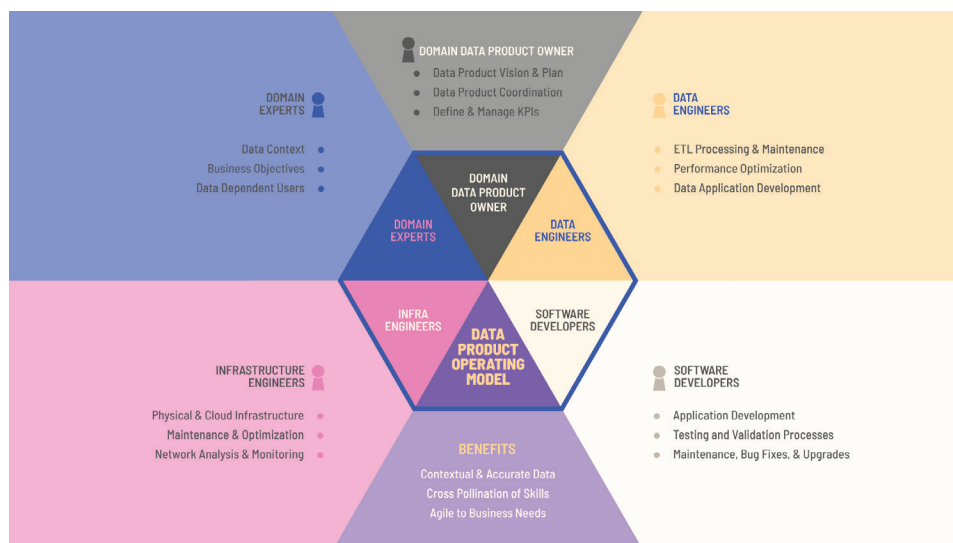 DOMAIN DATA PRODUCT OWNER
Data Product Vision & Plan
Data Product Coordination
Define & Manage KPIs
DOMAIN
EXPERTS
Data Context
Business Objectives
Data Dependent Users
DATA
ENGINEERS
ETL Processing & Maintenance
Performance Optimization
Data Application Development
DOMAIN
DATA PRODUCT
OWNER
DOMAIN
EXPERTS
DATA
ENGINEERS
INFRA
ENGINEERS
SOFTWARE
DEVELOPERS
DATA
PRODUCT
OPERATING
MODEL
INFRASTRUCTURE
ENGINEERS
Physical & Cloud Infrastructure
Maintenance & Optimization
Network Analysis & Monitoring
SOFTWARE
DEVELOPERS
Application Development
Testing and Validation Processes
Maintenance, Bug Fixes, & Upgrades
BENEFITS
Contextual & Accurate Data
Cross Pollination of Skills
Agile to Business Needs